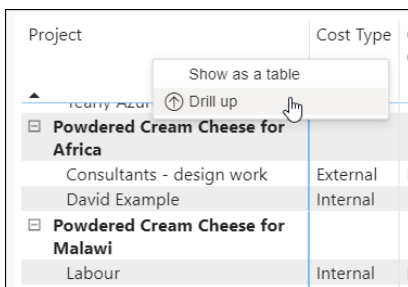 Project
Cost Type
Show as a table
Drill up
Powdered Cream Cheese for
Africa
Consultants - design work
External
David Example
Internal
Powdered Cream Cheese for
Malawi
Labour
Internal